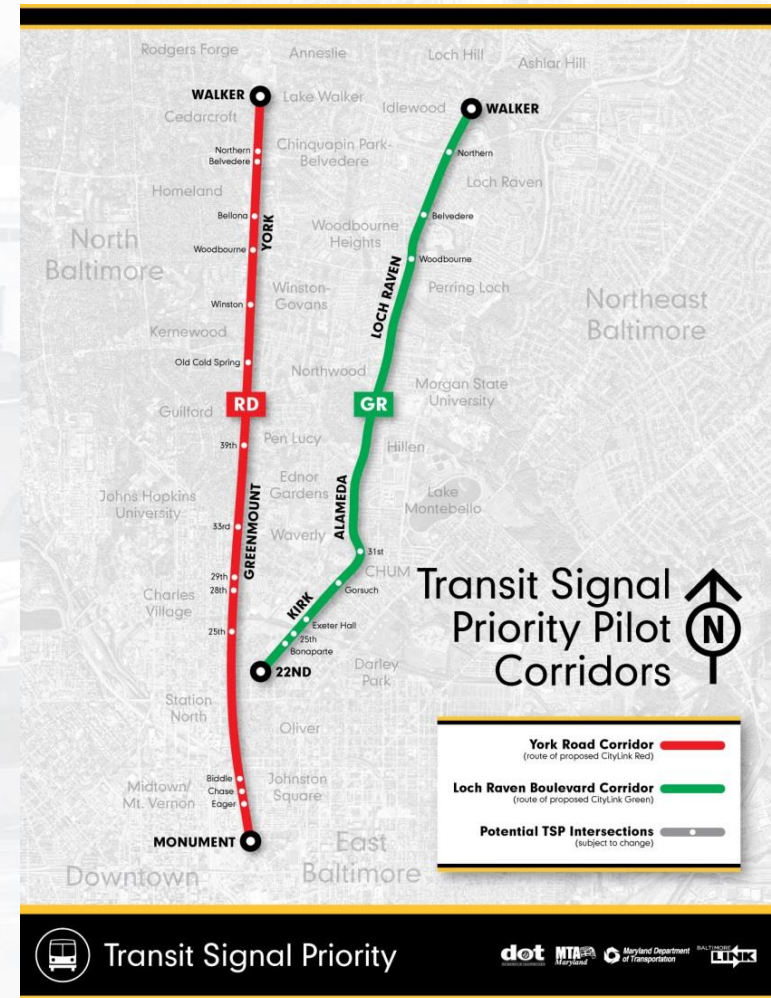 Rodgers Forge
Anneslie
Loch Hill
Ashlar Hill
WALKER
Lake Walker
Idlewood
WALKER
Cedarcroft
Northern
Belvedere
Chinquapin Park-
Belvedere
Northern
Loch Raven
Homeland
Bellona
YORK
Woodbourne
Heights
Belvedere
North
Baltimore
Woodbourne
Woodbourne
LOCH RAVEN
Perring Loch
Winston
Winston-
Govans
Northeast
Baltimore
Kernewood
Old Cold Spring
Northwood
Morgan State
University
RD
GR
Guilford
39th
Pen Lucy
Hillen
Johns Hopkins
University
Ednor
Gardens
Lake
Montebello
GREENMOUNT
ALAMEDA
33rd
Waverly
31st
29th
28th
CHUM
Gorsuch
Charles
Village
KIRK
Exeter Hall
25th
25th
Bonaparte
22ND
Darley
Park
Transit Signal
Priority Pilot
Corridors
N
Station
North
Oliver
Biddle
Chase
Eager
Midtown/
Mt. Vernon
Johnston
Square
MONUMENT
East
Baltimore
Downtown
York Road Corridor
(route of proposed CityLink Red)
Loch Raven Boulevard Corridor
(route of proposed CityLink Green)
Potential TSP Intersections
(subject to change)
Transit Signal Priority
dot
MTA
Maryland
Maryland Department
of Transportation
BALTIMORE
LINK